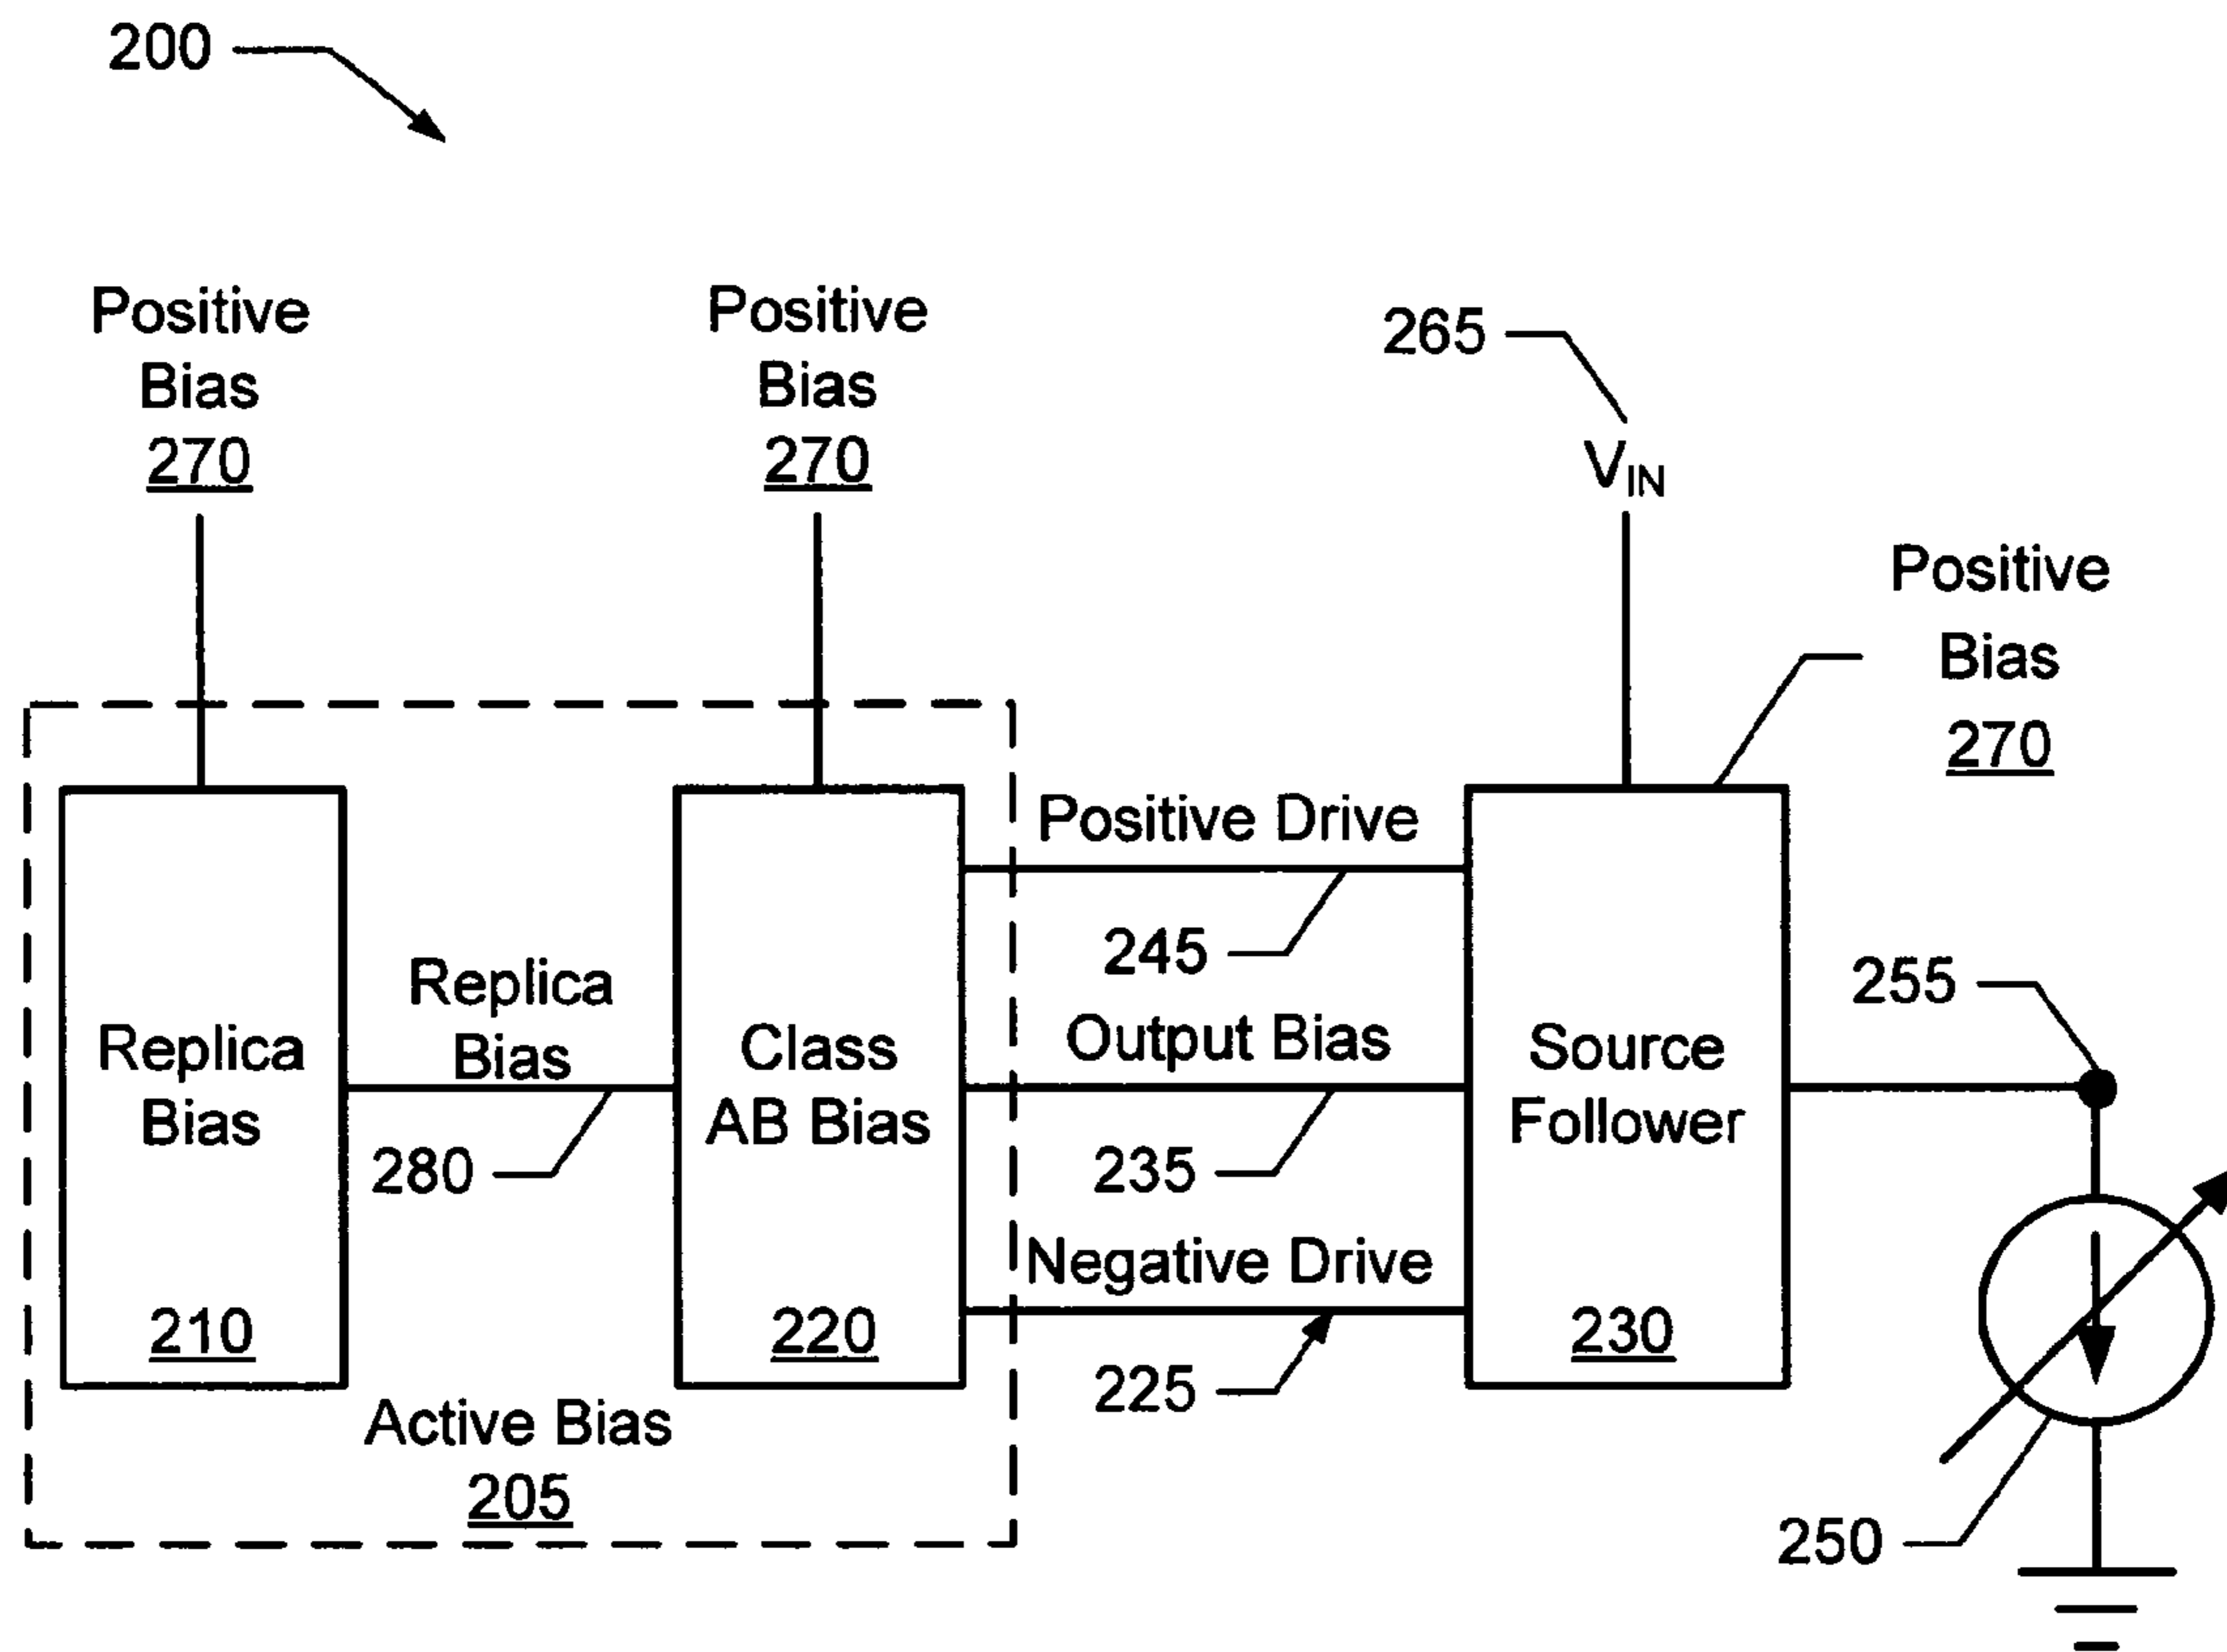 200
Positive
Bias
270
Positive
Bias
270
265
VIN
Positive
Bias
270
Positive Drive
245
Replica
Bias
280
Output Bias
235
Negative Drive
225
Replica
Bias
210
Class
AB Bias
220
Source
Follower
230
255
Active Bias
205
250